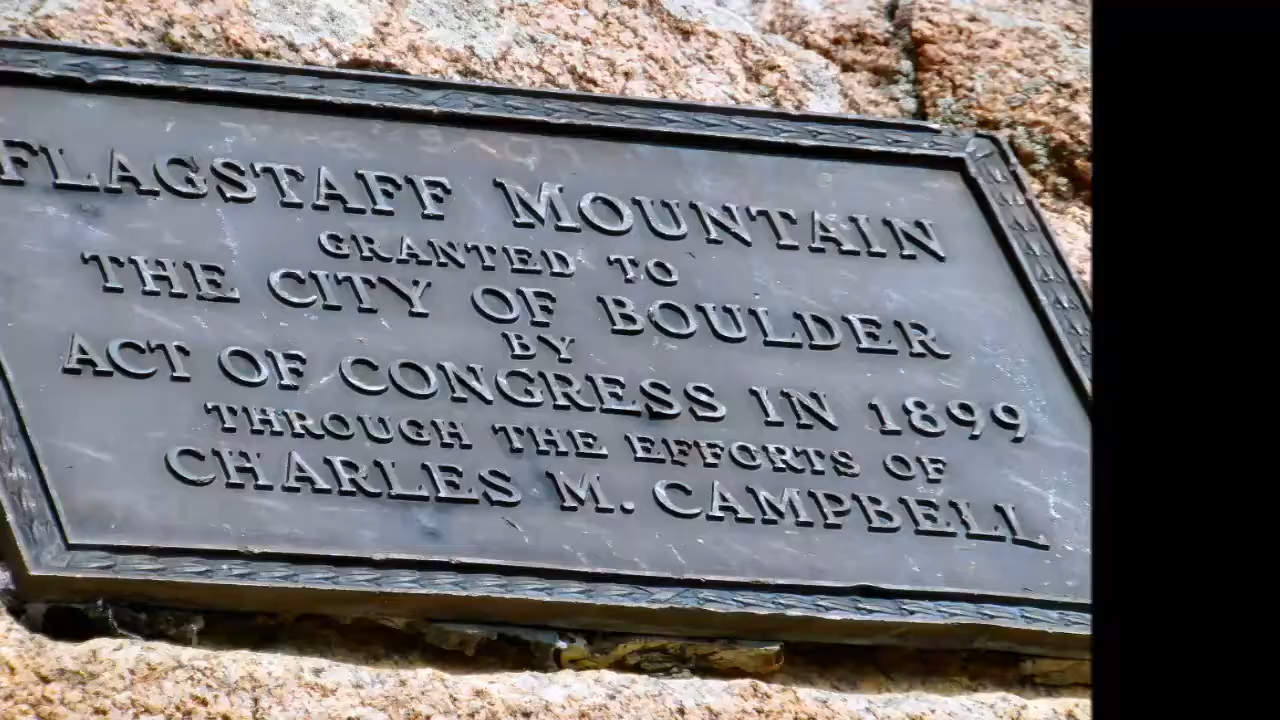 FLAGSTAFF MOUNTAIN
GRANTED TO
THE CITY OF BOULDER
BY
ACT OF CONGRESS IN 1899
THROUGH THE EFFORTS OF
CHARLES M. CAMPBELL